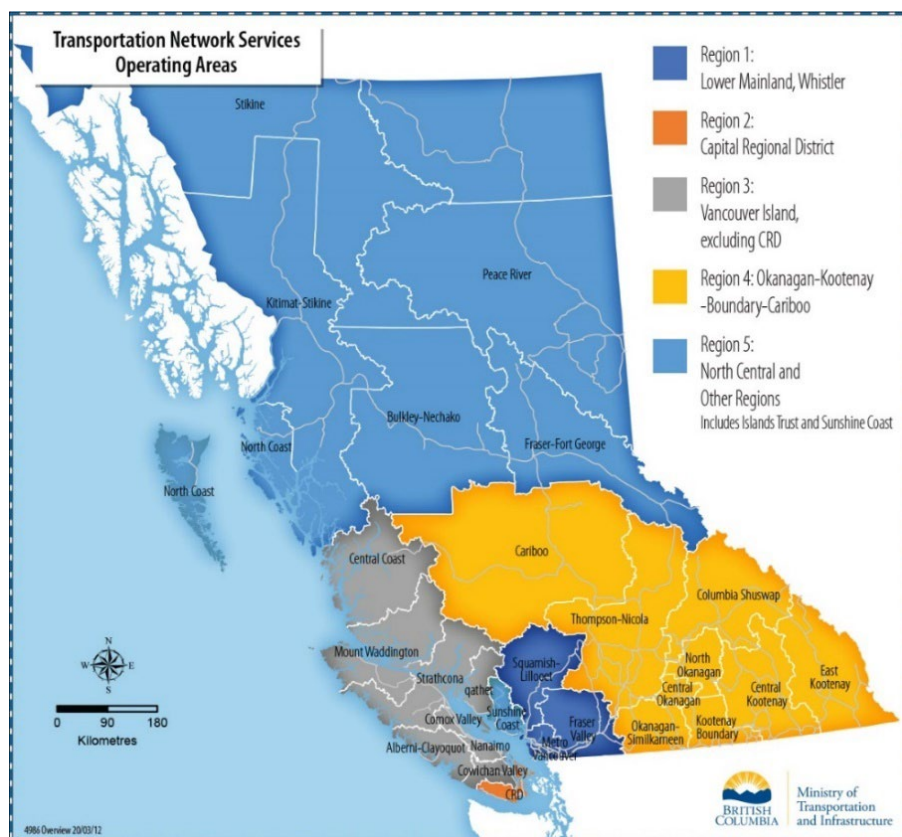 Transportation Network Services
Operating Areas
Region 1:
Lower Mainland, Whistler
Region 2:
Capital Regional District
Region 3:
Vancouver Island,
excluding CRD
Region 4: Okanagan-Kootenay
-Boundary-Cariboo
Region 5:
North Central and
Other Regions
Includes Islands Trust and Sunshine Coast
Stikine
Peace River
Kitimat-Stikine
Bulkley-Nechako
Fraser-Fort George
North Coast
North Coast
Central Coast
Cariboo
Columbia Shuswap
Thompson-Nicola
Mount Waddington
Squamish-
Lillooet
North
Okanagan
East
Kootenay
Strathcona
qathet
Central
Okanagan
Central
Kootenay
Sunshine
Coast
Comox Valley
Fraser
Valley
Okanagan-
Similkameen
Kootenay
Boundary
Alberni-Clayoquot
Nanaimo
Metro
Vancouver
Cowichan Valley
CRD
N
W
E
S
0 90 180
Kilometres
BRITISH
COLUMBIA
Ministry of
Transportation
and Infrastructure
4986 Overview 20/03/12